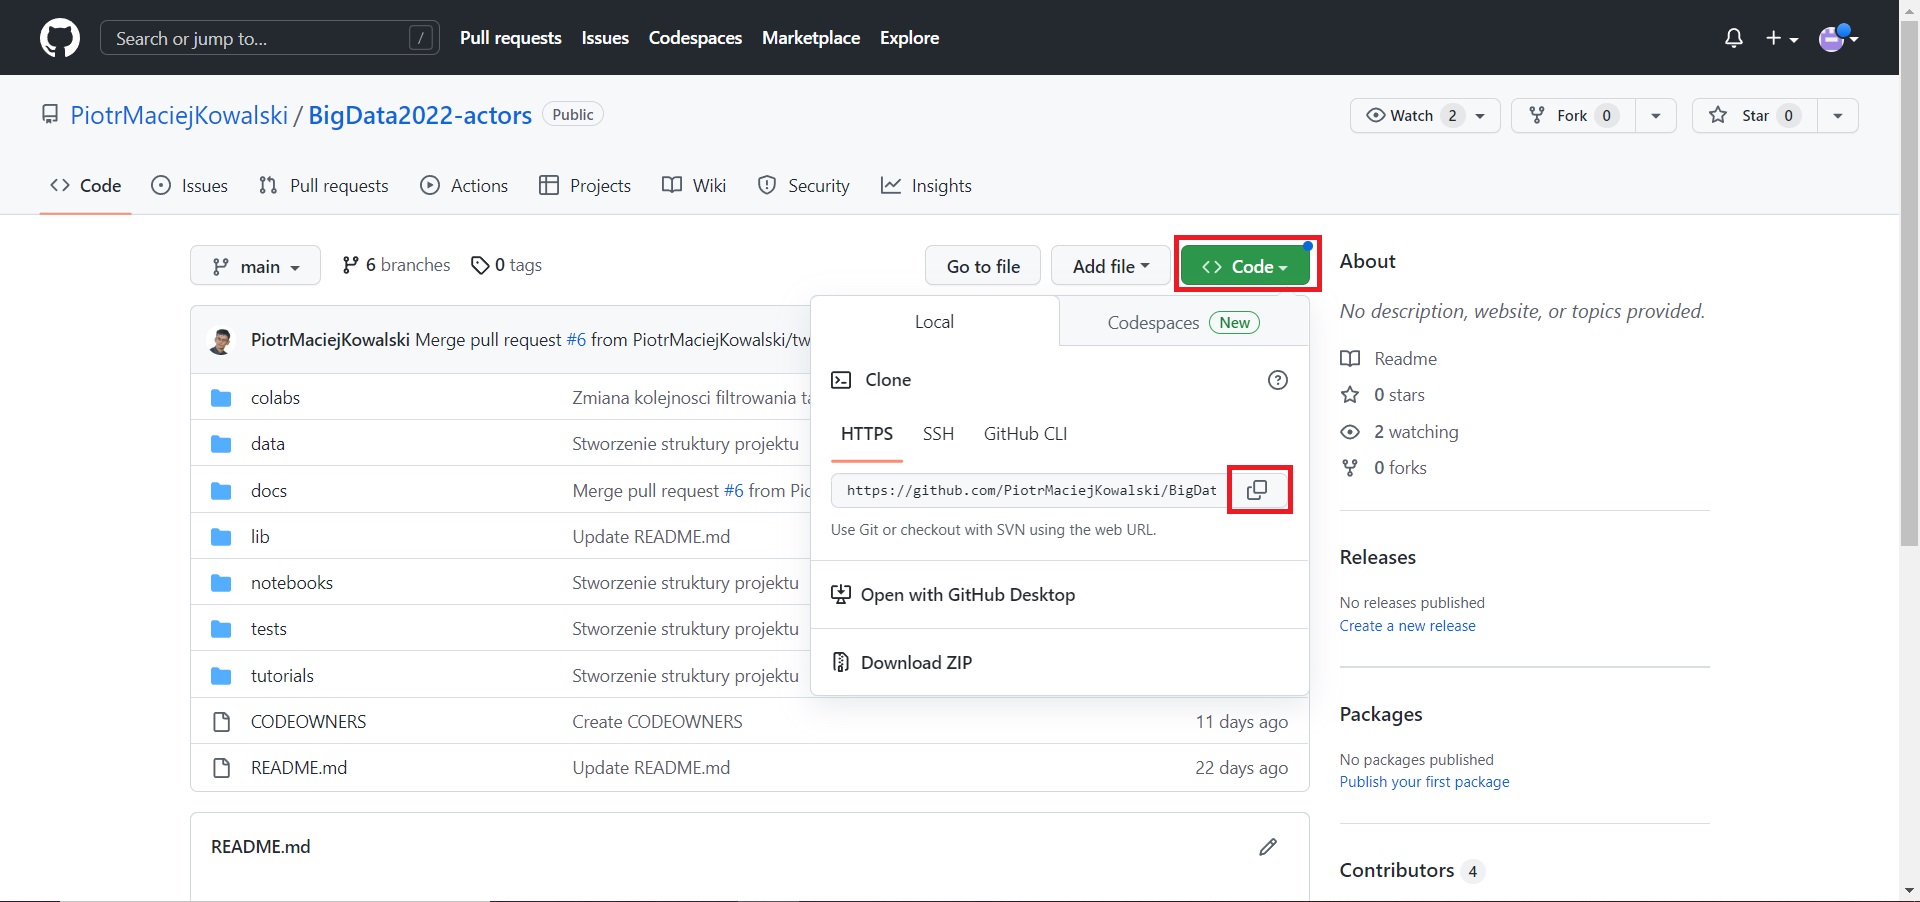 Search or jump to... / Pull requests Issues Codespaces Marketplace Explore
PiotrMaciejKowalski / BigData2022-actors Public Watch 2 Fork 0 Star 0
Code Issues Pull requests Actions Projects Wiki Security Insights
main 6 branches 0 tags Go to file Add file Code
PiotrMaciejKowalski Merge pull request #6 from PiotrMaciejKowalski/tw
colabs Zmiana kolejnosci filtrowania ta
data Stworzenie struktury projektu
docs Merge pull request #6 from Pio
lib Update README.md
notebooks Stworzenie struktury projektu
tests Stworzenie struktury projektu
tutorials Stworzenie struktury projektu
CODEOWNERS Create CODEOWNERS 11 days ago
README.md Update README.md 22 days ago
Local Codespaces New
Clone
HTTPS SSH GitHub CLI
https://github.com/PiotrMaciejKowalski/BigDat
Use Git or checkout with SVN using the web URL.
Open with GitHub Desktop
Download ZIP
README.md
About
No description, website, or topics provided.
Readme
0 stars
2 watching
0 forks
Releases
No releases published
Create a new release
Packages
No packages published
Publish your first package
Contributors 4